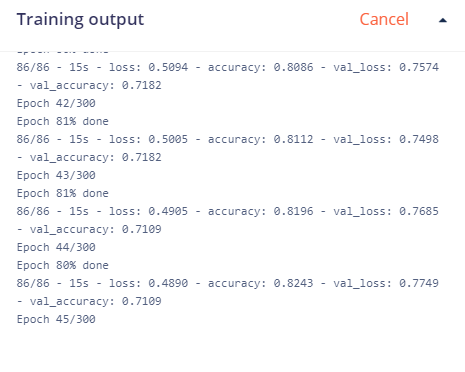 Training output
Cancel
86/86 - 15s - loss: 0.5094 - accuracy: 0.8086 - val_loss: 0.7574
- val_accuracy: 0.7182
Epoch 42/300
Epoch 81% done
86/86 - 15s - loss: 0.5005 - accuracy: 0.8112 - val_loss: 0.7498
- val_accuracy: 0.7182
Epoch 43/300
Epoch 81% done
86/86 - 15s - loss: 0.4905 - accuracy: 0.8196 - val_loss: 0.7685
- val_accuracy: 0.7109
Epoch 44/300
Epoch 80% done
86/86 - 15s - loss: 0.4890 - accuracy: 0.8243 - val_loss: 0.7749
- val_accuracy: 0.7109
Epoch 45/300